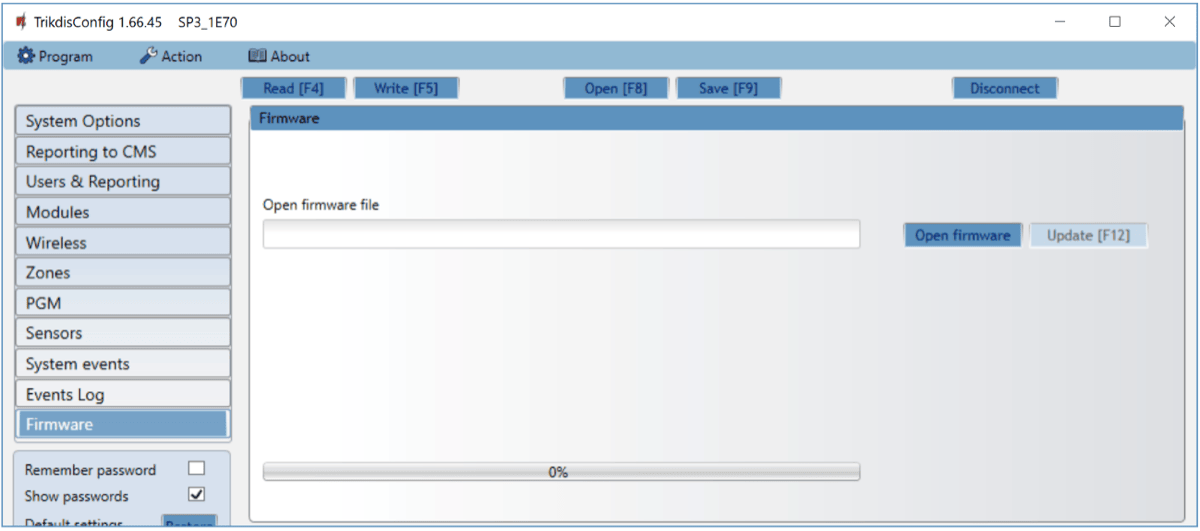 TrikdisConfig 1.66.45 SP3_1E70
Program Action About
Read [F4] Write [F5] Open [F8] Save [F9] Disconnect
System Options
Reporting to CMS
Users & Reporting
Modules
Wireless
Zones
PGM
Sensors
System events
Events Log
Firmware
Remember password
Show passwords
Default settings Restore
Firmware
Open firmware file
Open firmware Update [F12]
0%